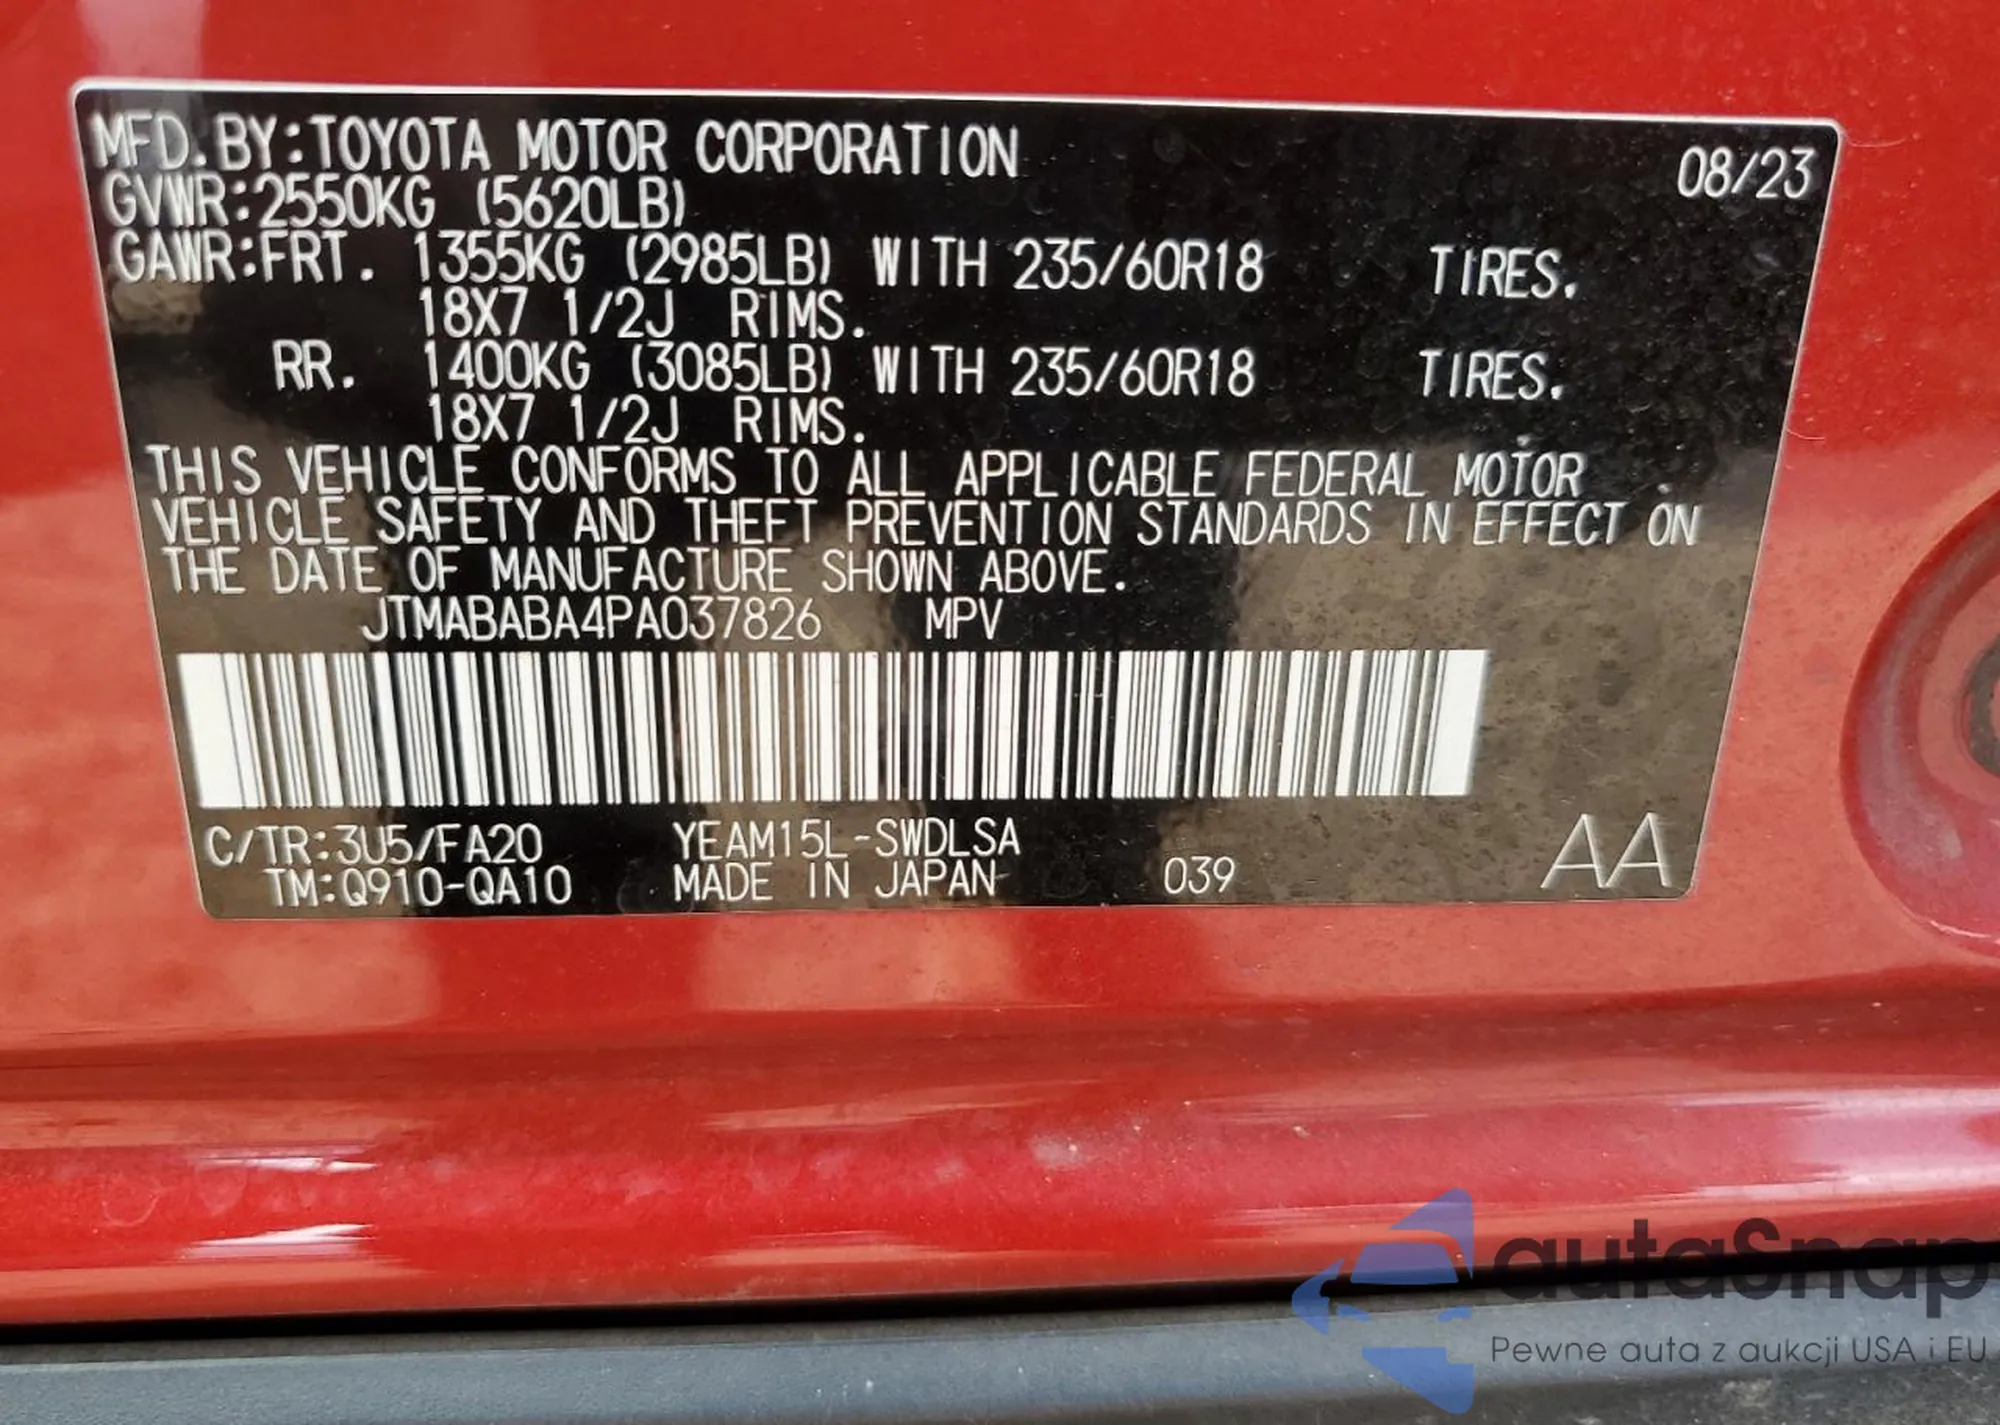 MFD.BY:TOYOTA MOTOR CORPORATION 08/23
GVWR:2550KG (5620LB)
GAWR:FRT. 1355KG (2985LB) WITH 235/60R18 TIRES.
18X7 1/2J RIMS.
RR. 1400KG (3085LB) WITH 235/60R18 TIRES.
18X7 1/2J RIMS.
THIS VEHICLE CONFORMS TO ALL APPLICABLE FEDERAL MOTOR
VEHICLE SAFETY AND THEFT PREVENTION STANDARDS IN EFFECT ON
THE DATE OF MANUFACTURE SHOWN ABOVE.
JTMABABA4PA037826 MPV
C/TR:3U5/FA20 YEAM15L-SWDLSA
TM:Q910-QA10 MADE IN JAPAN 039 AA
autaSnap
Pewne auta z aukcji USA i EU